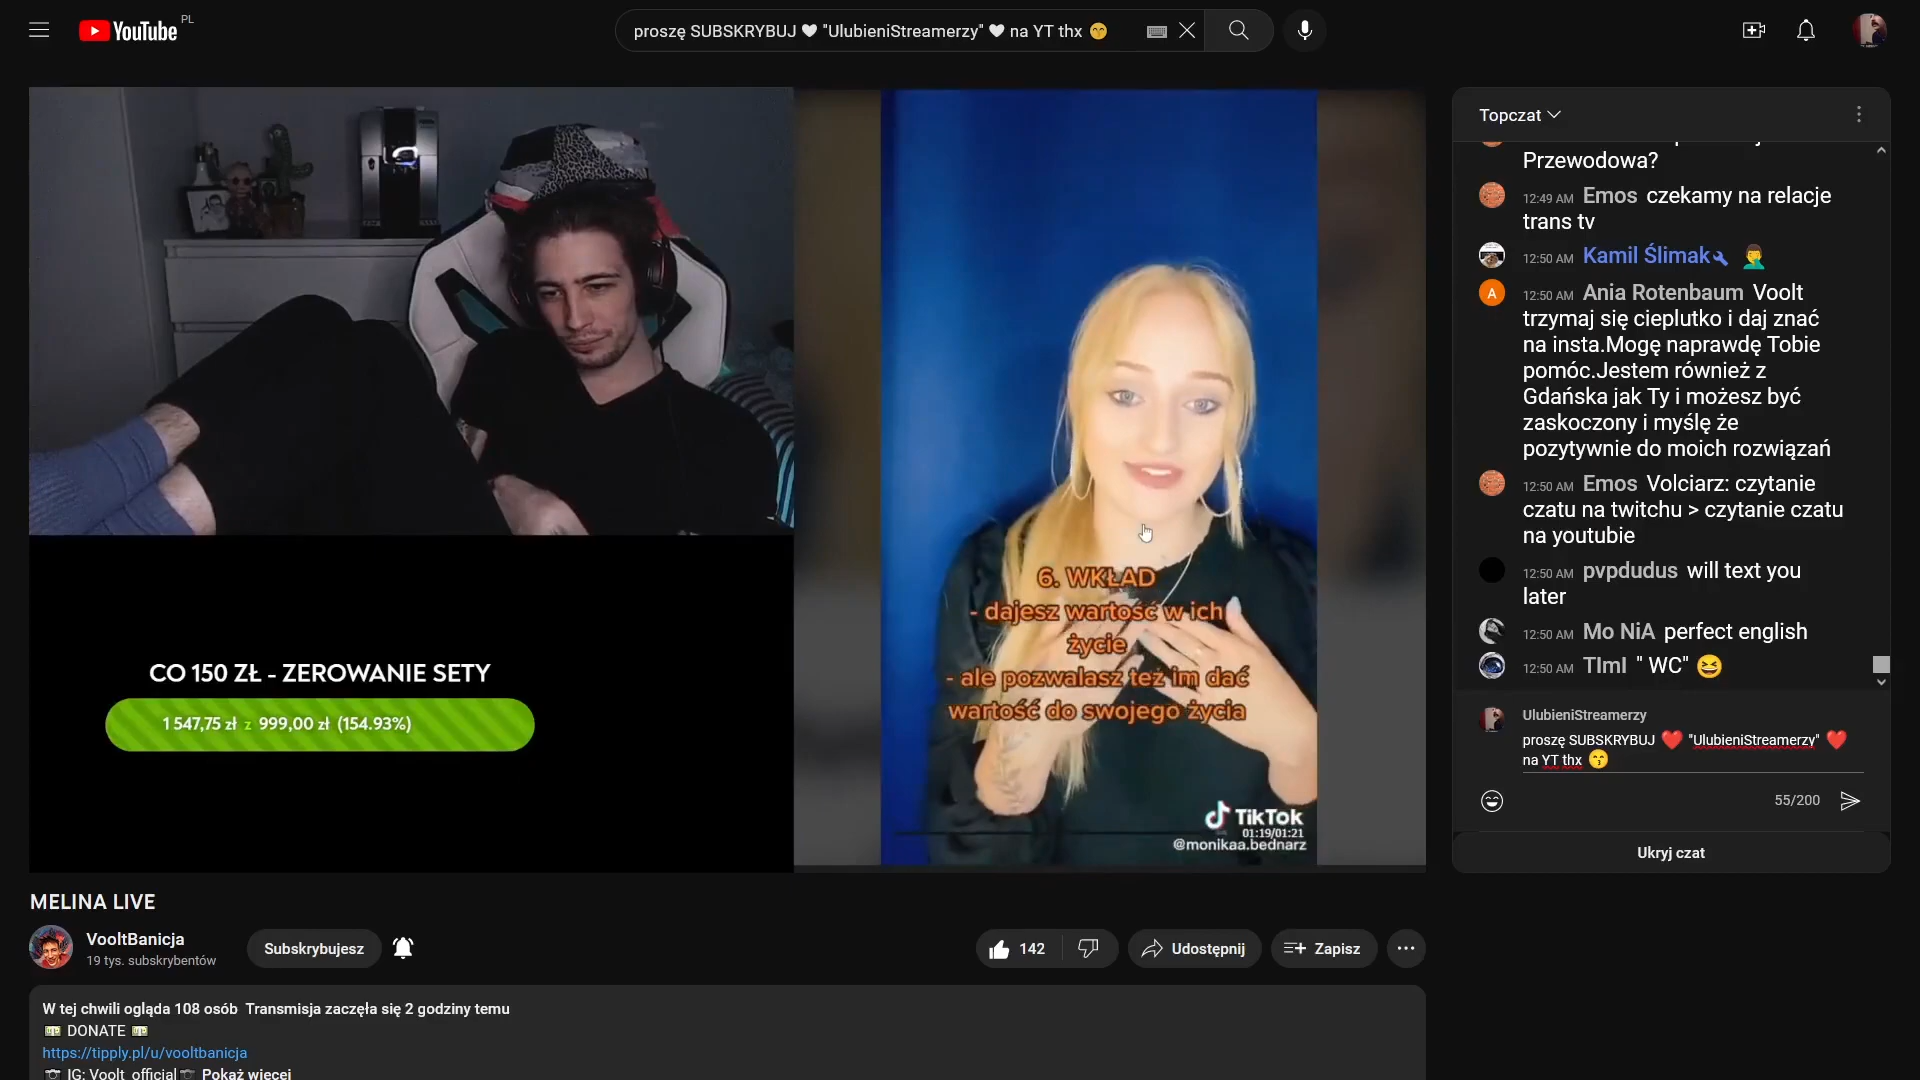 YouTube PL
proszę SUBSKRYBUJ 🤍 "UlubieniStreamerzy" 🤍 na YT thx 😙
CO 150 ZŁ - ZEROWANIE SETY
1 547,75 zł z 999,00 zł (154.93%)
6. WKŁAD
- dajesz wartość w ich
życie
- ale pozwalasz też im dać
wartość do swojego życia
TikTok
01:19/01:21
@monikaa.bednarz
Topczat
Przewodowa?
12:49 AM Emos czekamy na relacje
trans tv
12:50 AM Kamil Ślimak 🤦‍♂️
A
12:50 AM Ania Rotenbaum Voolt
trzymaj się cieplutko i daj znać
na insta.Mogę naprawdę Tobie
pomóc.Jestem również z
Gdańska jak Ty i możesz być
zaskoczony i myślę że
pozytywnie do moich rozwiązań
12:50 AM Emos Volciarz: czytanie
czatu na twitchu > czytanie czatu
na youtubie
12:50 AM pvpdudus will text you
later
12:50 AM Mo NiA perfect english
12:50 AM TImI " WC" 😆
UlubieniStreamerzy
proszę SUBSKRYBUJ ❤️ "UlubieniStreamerzy" ❤️
na YT thx 😙
55/200
Ukryj czat
MELINA LIVE
VooltBanicja
19 tys. subskrybentów
Subskrybujesz
142
Udostępnij
Zapisz
W tej chwili ogląda 108 osób Transmisja zaczęła się 2 godziny temu
💵 DONATE 💵
https://tipply.pl/u/vooltbanicja
📷 IG: Voolt_official📷 Pokaż więcej